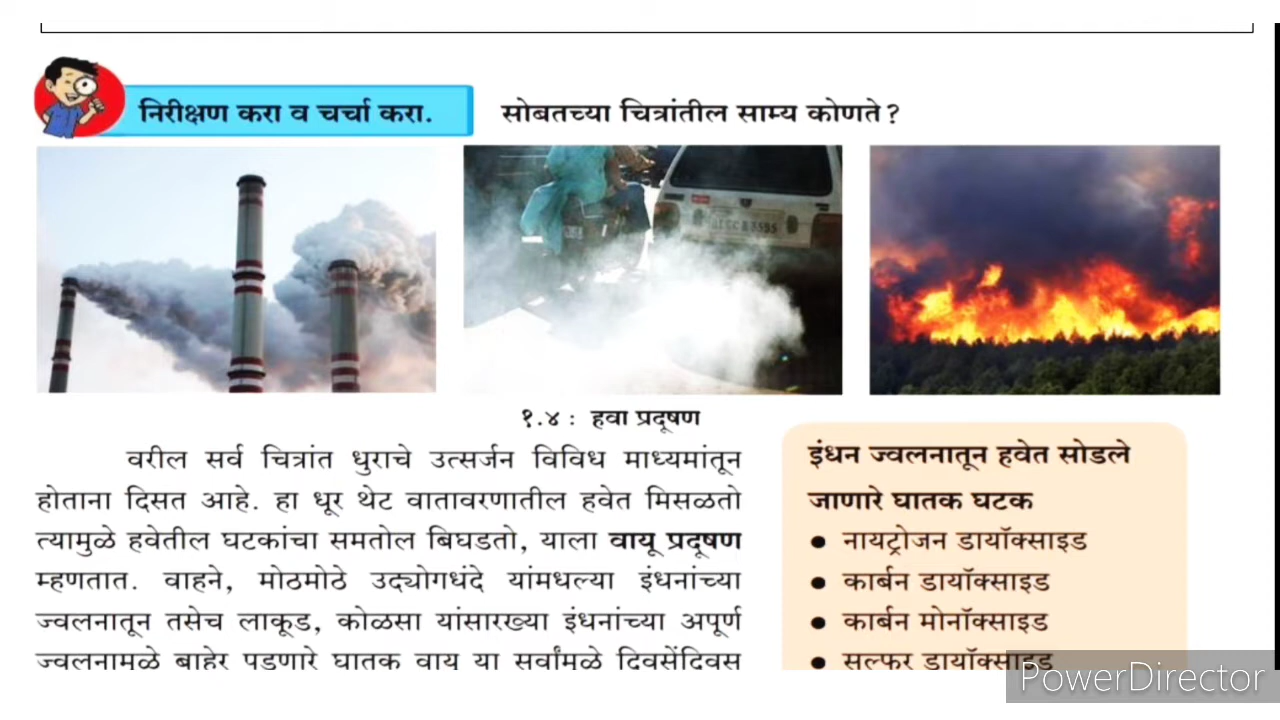 निरीक्षण करा व चर्चा करा. सोबतच्या चित्रांतील साम्य कोणते?
१.४ : हवा प्रदूषण
वरील सर्व चित्रांत धुराचे उत्सर्जन विविध माध्यमांतून
होताना दिसत आहे. हा धूर थेट वातावरणातील हवेत मिसळतो
त्यामुळे हवेतील घटकांचा समतोल बिघडतो, याला वायू प्रदूषण
म्हणतात. वाहने, मोठमोठे उद्योगधंदे यांमधल्या इंधनांच्या
ज्वलनातून तसेच लाकूड, कोळसा यांसारख्या इंधनांच्या अपूर्ण
ज्वलनामुळे बाहेर पडणारे घातक वायू या सर्वांमुळे दिवसेंदिवस
इंधन ज्वलनातून हवेत सोडले
जाणारे घातक घटक
● नायट्रोजन डायॉक्साइड
● कार्बन डायॉक्साइड
● कार्बन मोनॉक्साइड
● सल्फर डायॉक्साइड
PowerDirector